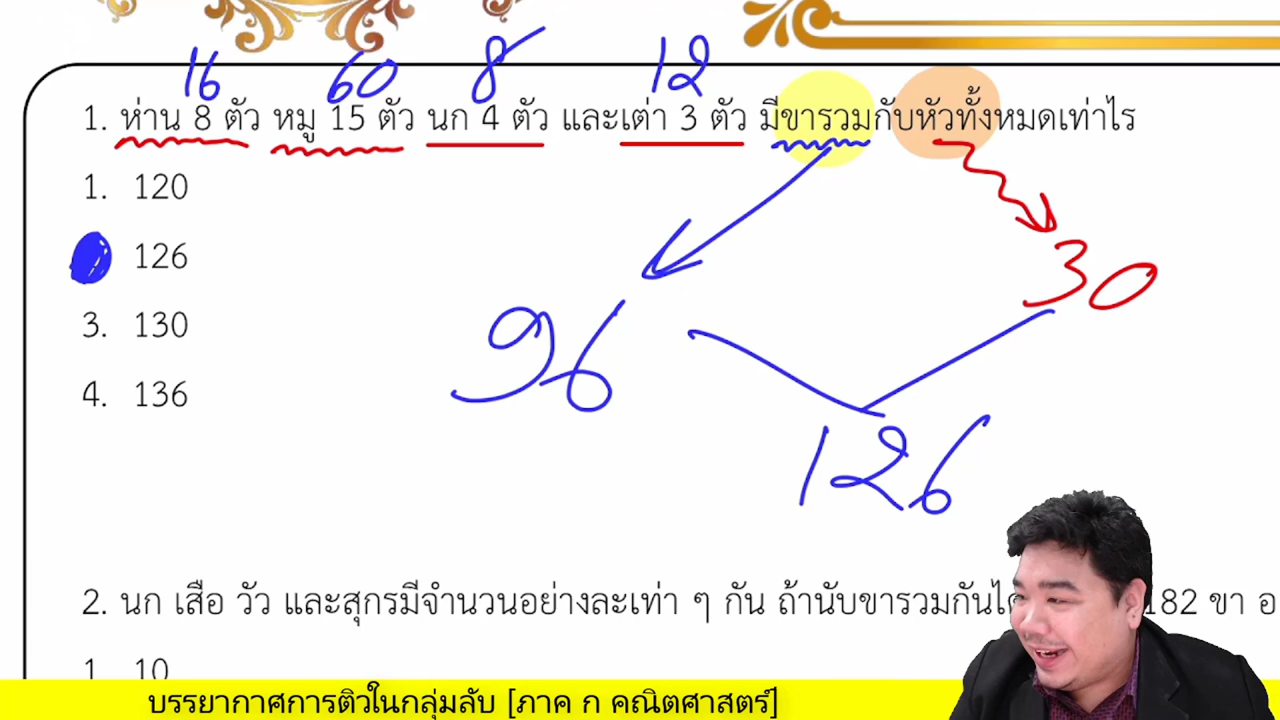 16 60 8 12
1. ห่าน 8 ตัว หมู 15 ตัว นก 4 ตัว และเต่า 3 ตัว มีขารวมกับหัวทั้งหมดเท่าไร
1. 120
126
3. 130
4. 136
96 30
126
2. นก เสือ วัว และสุกรมีจำนวนอย่างละเท่า ๆ กัน ถ้านับขารวมกันได้ 182 ขา อ
1. 10
บรรยากาศการติวในกลุ่มลับ [ภาค ก คณิตศาสตร์]